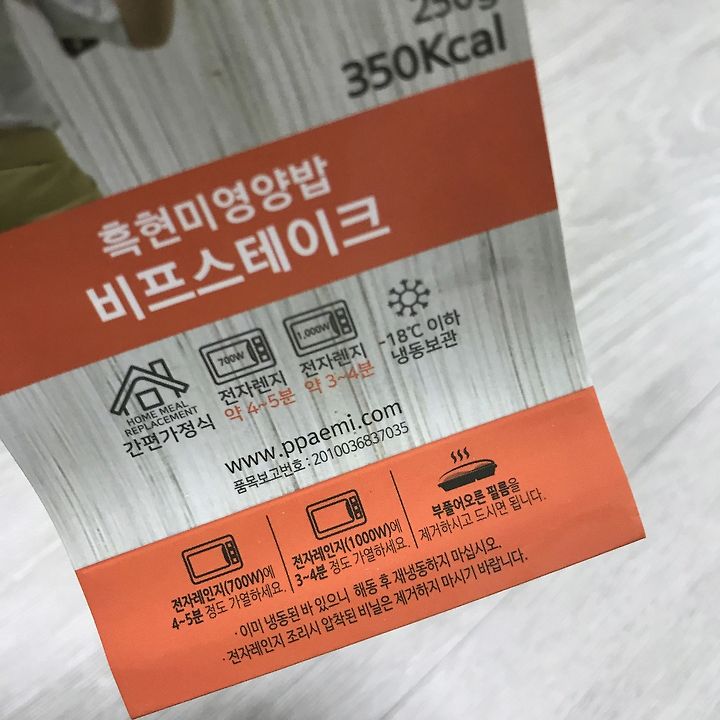 250g
350Kcal
흑현미영양밥
비프스테이크
HOME MEAL
REPLACEMENT
간편가정식
700W
전자렌지
약 4~5분
1,000W
전자렌지
약 3~4분
-18℃ 이하
냉동보관
www.ppaemi.com
품목보고번호 : 2010036837035
전자레인지(700W)에
4~5분 정도 가열하세요.
전자레인지(1000W)에
3~4분 정도 가열하세요.
부풀어오른 필름을
제거하시고 드시면 됩니다.
· 이미 냉동된 바 있으니 해동 후 재냉동하지 마십시오.
· 전자레인지 조리시 압착된 비닐은 제거하지 마시기 바랍니다.